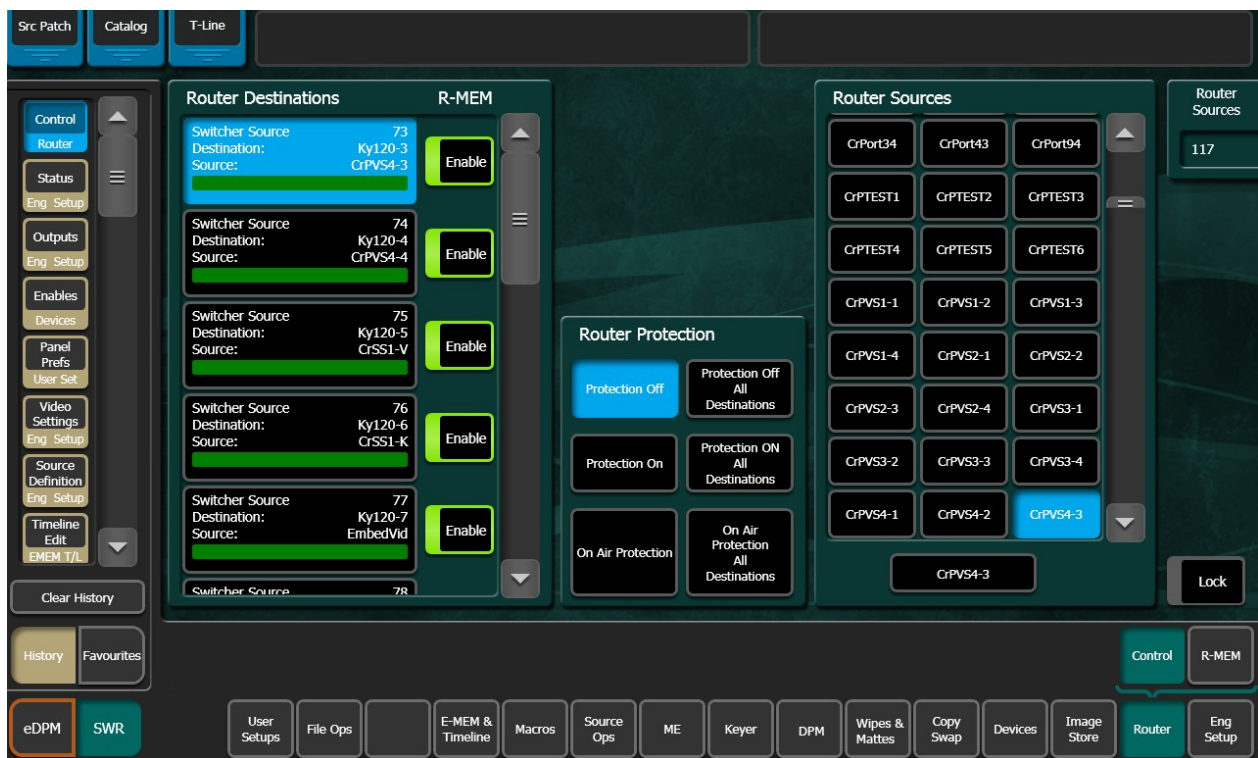 Src Patch
Catalog
T-Line
Control
Router
Status
Eng Setup
Outputs
Eng Setup
Enables
Devices
Panel
Prefs
User Set
Video
Settings
Eng Setup
Source
Definition
Eng Setup
Timeline
Edit
EMEM T/L
Clear History
History
Favourites
Router Destinations
R-MEM
Switcher Source 73
Destination: Ky120-3
Source: CrPVS4-3
Enable
Switcher Source 74
Destination: Ky120-4
Source: CrPVS4-4
Enable
Switcher Source 75
Destination: Ky120-5
Source: CrSS1-V
Enable
Switcher Source 76
Destination: Ky120-6
Source: CrSS1-K
Enable
Switcher Source 77
Destination: Ky120-7
Source: EmbedVid
Enable
Switcher Source 78
Router Protection
Protection Off
Protection Off
All
Destinations
Protection On
Protection ON
All
Destinations
On Air Protection
On Air
Protection
All
Destinations
Router Sources
CrPort34 CrPort43 CrPort94
CrPTEST1 CrPTEST2 CrPTEST3
CrPTEST4 CrPTEST5 CrPTEST6
CrPVS1-1 CrPVS1-2 CrPVS1-3
CrPVS1-4 CrPVS2-1 CrPVS2-2
CrPVS2-3 CrPVS2-4 CrPVS3-1
CrPVS3-2 CrPVS3-3 CrPVS3-4
CrPVS4-1 CrPVS4-2 CrPVS4-3
CrPVS4-3
Router
Sources
117
Lock
Control
R-MEM
eDPM
SWR
User
Setups
File Ops
E-MEM &
Timeline
Macros
Source
Ops
ME
Keyer
DPM
Wipes &
Mattes
Copy
Swap
Devices
Image
Store
Router
Eng
Setup